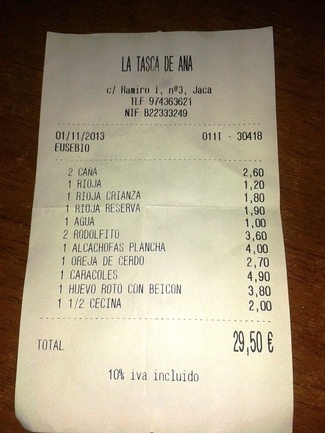 LA TASCA DE ANA
c/ Ramiro I, nº3, Jaca
TLF 974363621
NIF B22333249
01/11/2013 011T - 30418
EUSEBIO
2 CAÑA 2,60
1 RIOJA 1,20
1 RIOJA CRIANZA 1,80
1 RIOJA RESERVA 1,90
1 AGUA 1,00
2 RODOLFITO 3,60
1 ALCACHOFAS PLANCHA 4,00
1 OREJA DE CERDO 2,70
1 CARACOLES 4,90
1 HUEVO ROTO CON BEICON 3,80
1 1/2 CECINA 2,00
TOTAL 29,50 €
10% iva incluido